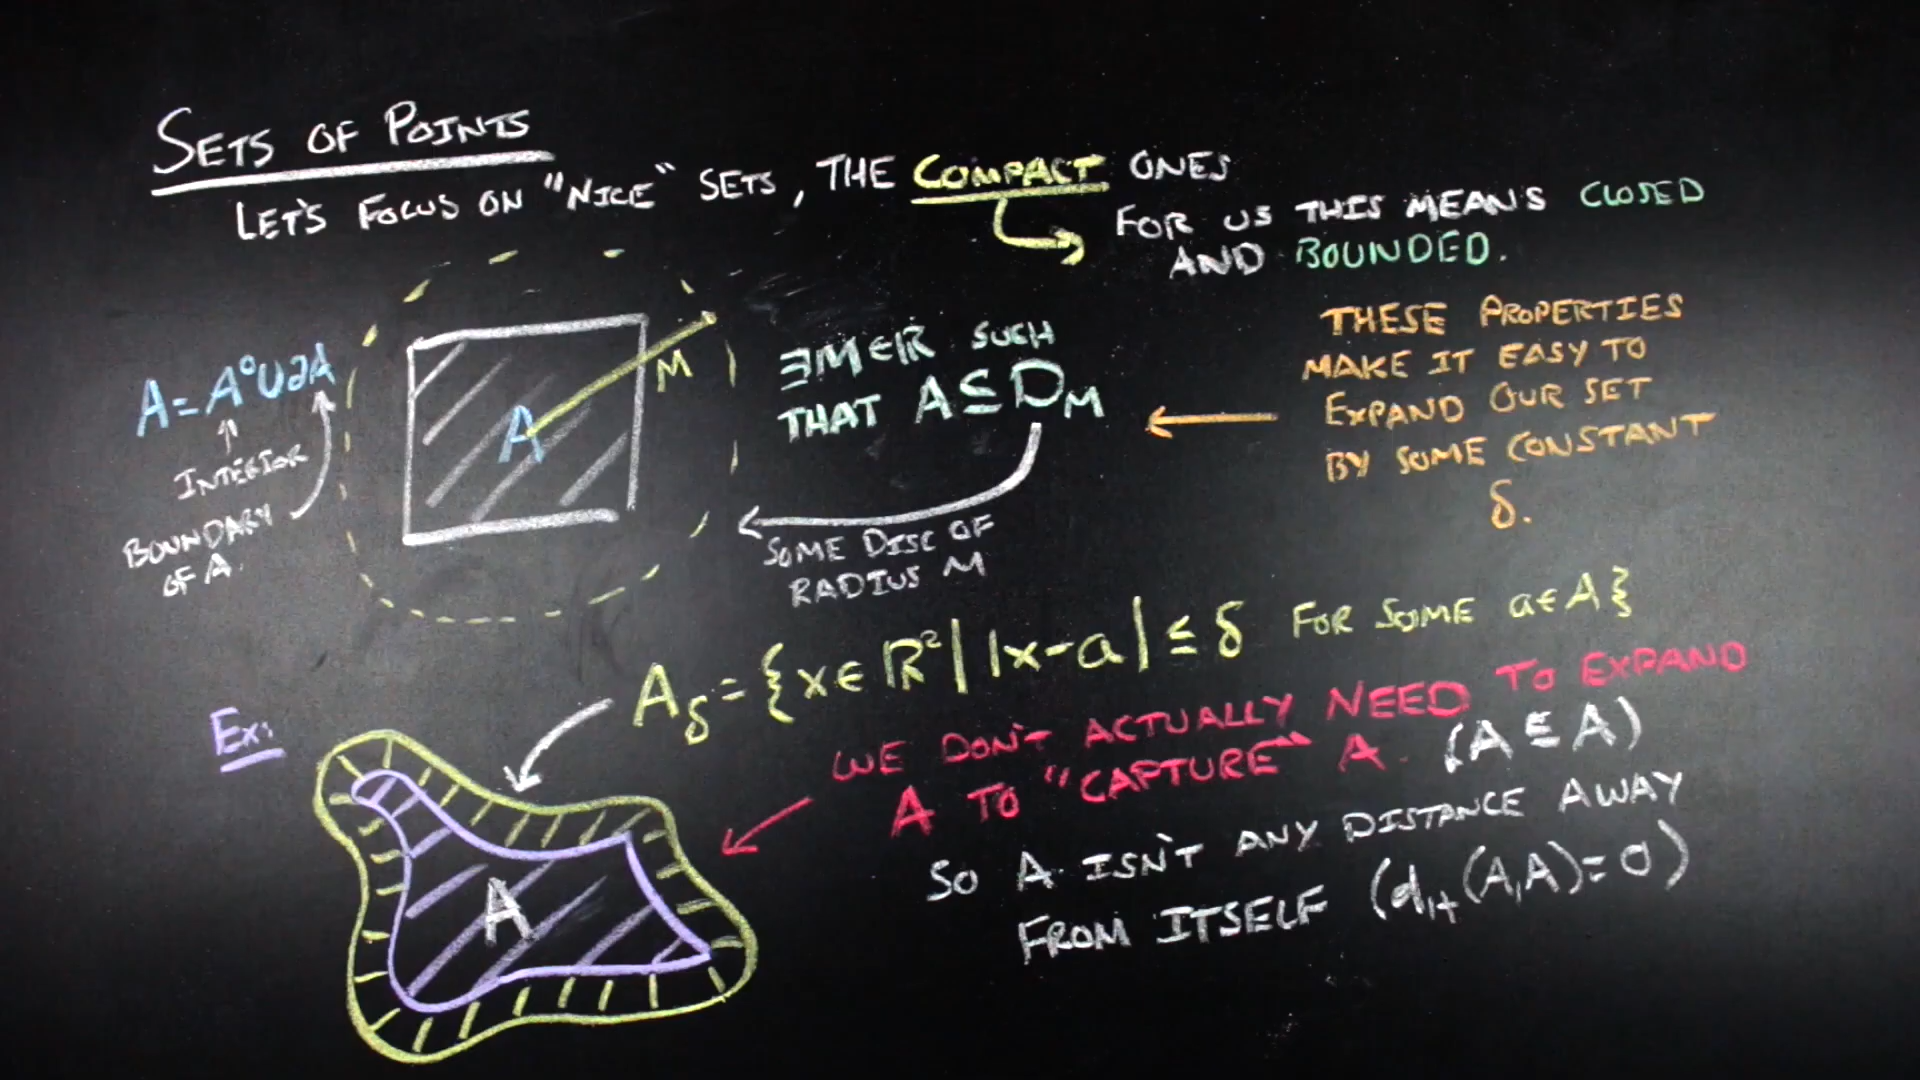 SETS OF POINTS
LET'S FOCUS ON "NICE" SETS, THE COMPACT ONES
FOR US THIS MEANS CLOSED
AND BOUNDED.
A = A° ∪ ∂A
INTERIOR
BOUNDARY
OF A.
A
M
∃M∈ℝ SUCH
THAT A ⊆ D_M
SOME DISC OF
RADIUS M
THESE PROPERTIES
MAKE IT EASY TO
EXPAND OUR SET
BY SOME CONSTANT
δ.
A_δ = {x ∈ ℝ² | |x-a| ≤ δ FOR SOME a∈A}
EX:
A
WE DON'T ACTUALLY NEED TO EXPAND
A TO "CAPTURE" A. (A ⊆ A)
SO A ISN'T ANY DISTANCE AWAY
FROM ITSELF (d_H(A,A)=0)